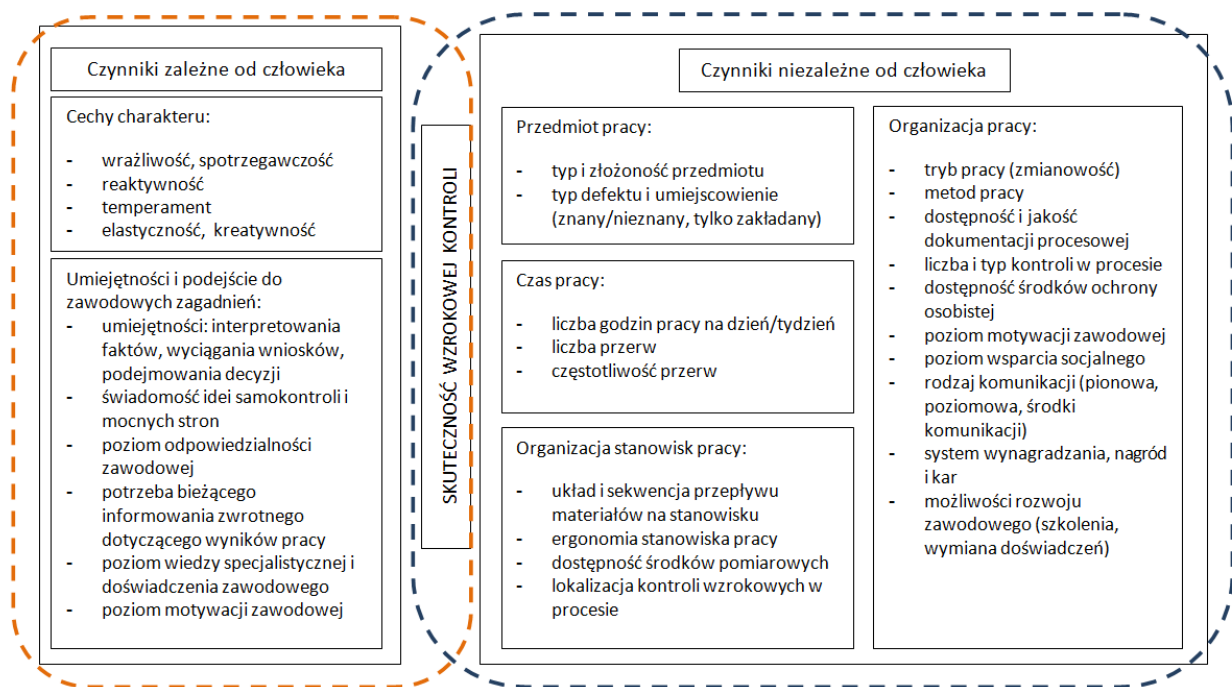 Czynniki zależne od człowieka
Cechy charakteru:
- wrażliwość, spotrzegawczość
- reaktywność
- temperament
- elastyczność, kreatywność
Umiejętności i podejście do
zawodowych zagadnień:
- umiejętności: interpretowania
faktów, wyciągania wniosków,
podejmowania decyzji
- świadomość idei samokontroli i
mocnych stron
- poziom odpowiedzialności
zawodowej
- potrzeba bieżącego
informowania zwrotnego
dotyczącego wyników pracy
- poziom wiedzy specjalistycznej i
doświadczenia zawodowego
- poziom motywacji zawodowej
SKUTECZNOŚĆ WZROKOWEJ KONTROLI
Czynniki niezależne od człowieka
Przedmiot pracy:
- typ i złożoność przedmiotu
- typ defektu i umiejscowienie
(znany/nieznany, tylko zakładany)
Czas pracy:
- liczba godzin pracy na dzień/tydzień
- liczba przerw
- częstotliwość przerw
Organizacja stanowisk pracy:
- układ i sekwencja przepływu
materiałów na stanowisku
- ergonomia stanowiska pracy
- dostępność środków pomiarowych
- lokalizacja kontroli wzrokowych w
procesie
Organizacja pracy:
- tryb pracy (zmianowość)
- metod pracy
- dostępność i jakość
dokumentacji procesowej
- liczba i typ kontroli w procesie
- dostępność środków ochrony
osobistej
- poziom motywacji zawodowej
- poziom wsparcia socjalnego
- rodzaj komunikacji (pionowa,
poziomowa, środki
komunikacji)
- system wynagradzania, nagród
i kar
- możliwości rozwoju
zawodowego (szkolenia,
wymiana doświadczeń)